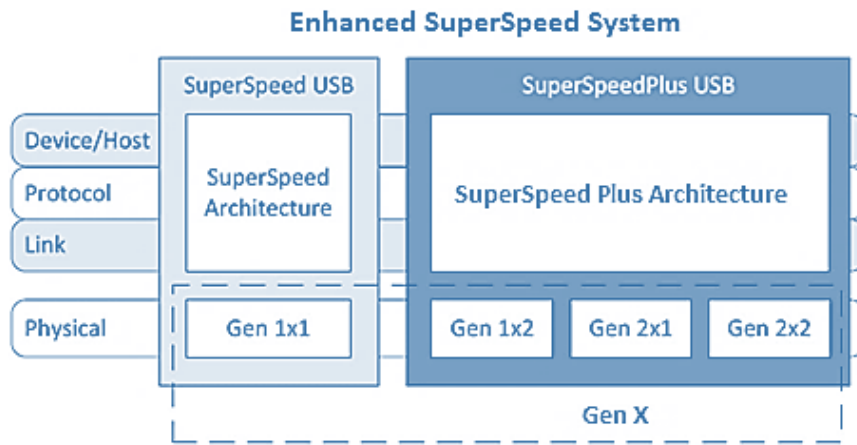 Enhanced SuperSpeed System
SuperSpeed USB
SuperSpeedPlus USB
Device/Host
Protocol
Link
Physical
SuperSpeed
Architecture
SuperSpeed Plus Architecture
Gen 1x1
Gen 1x2
Gen 2x1
Gen 2x2
Gen X